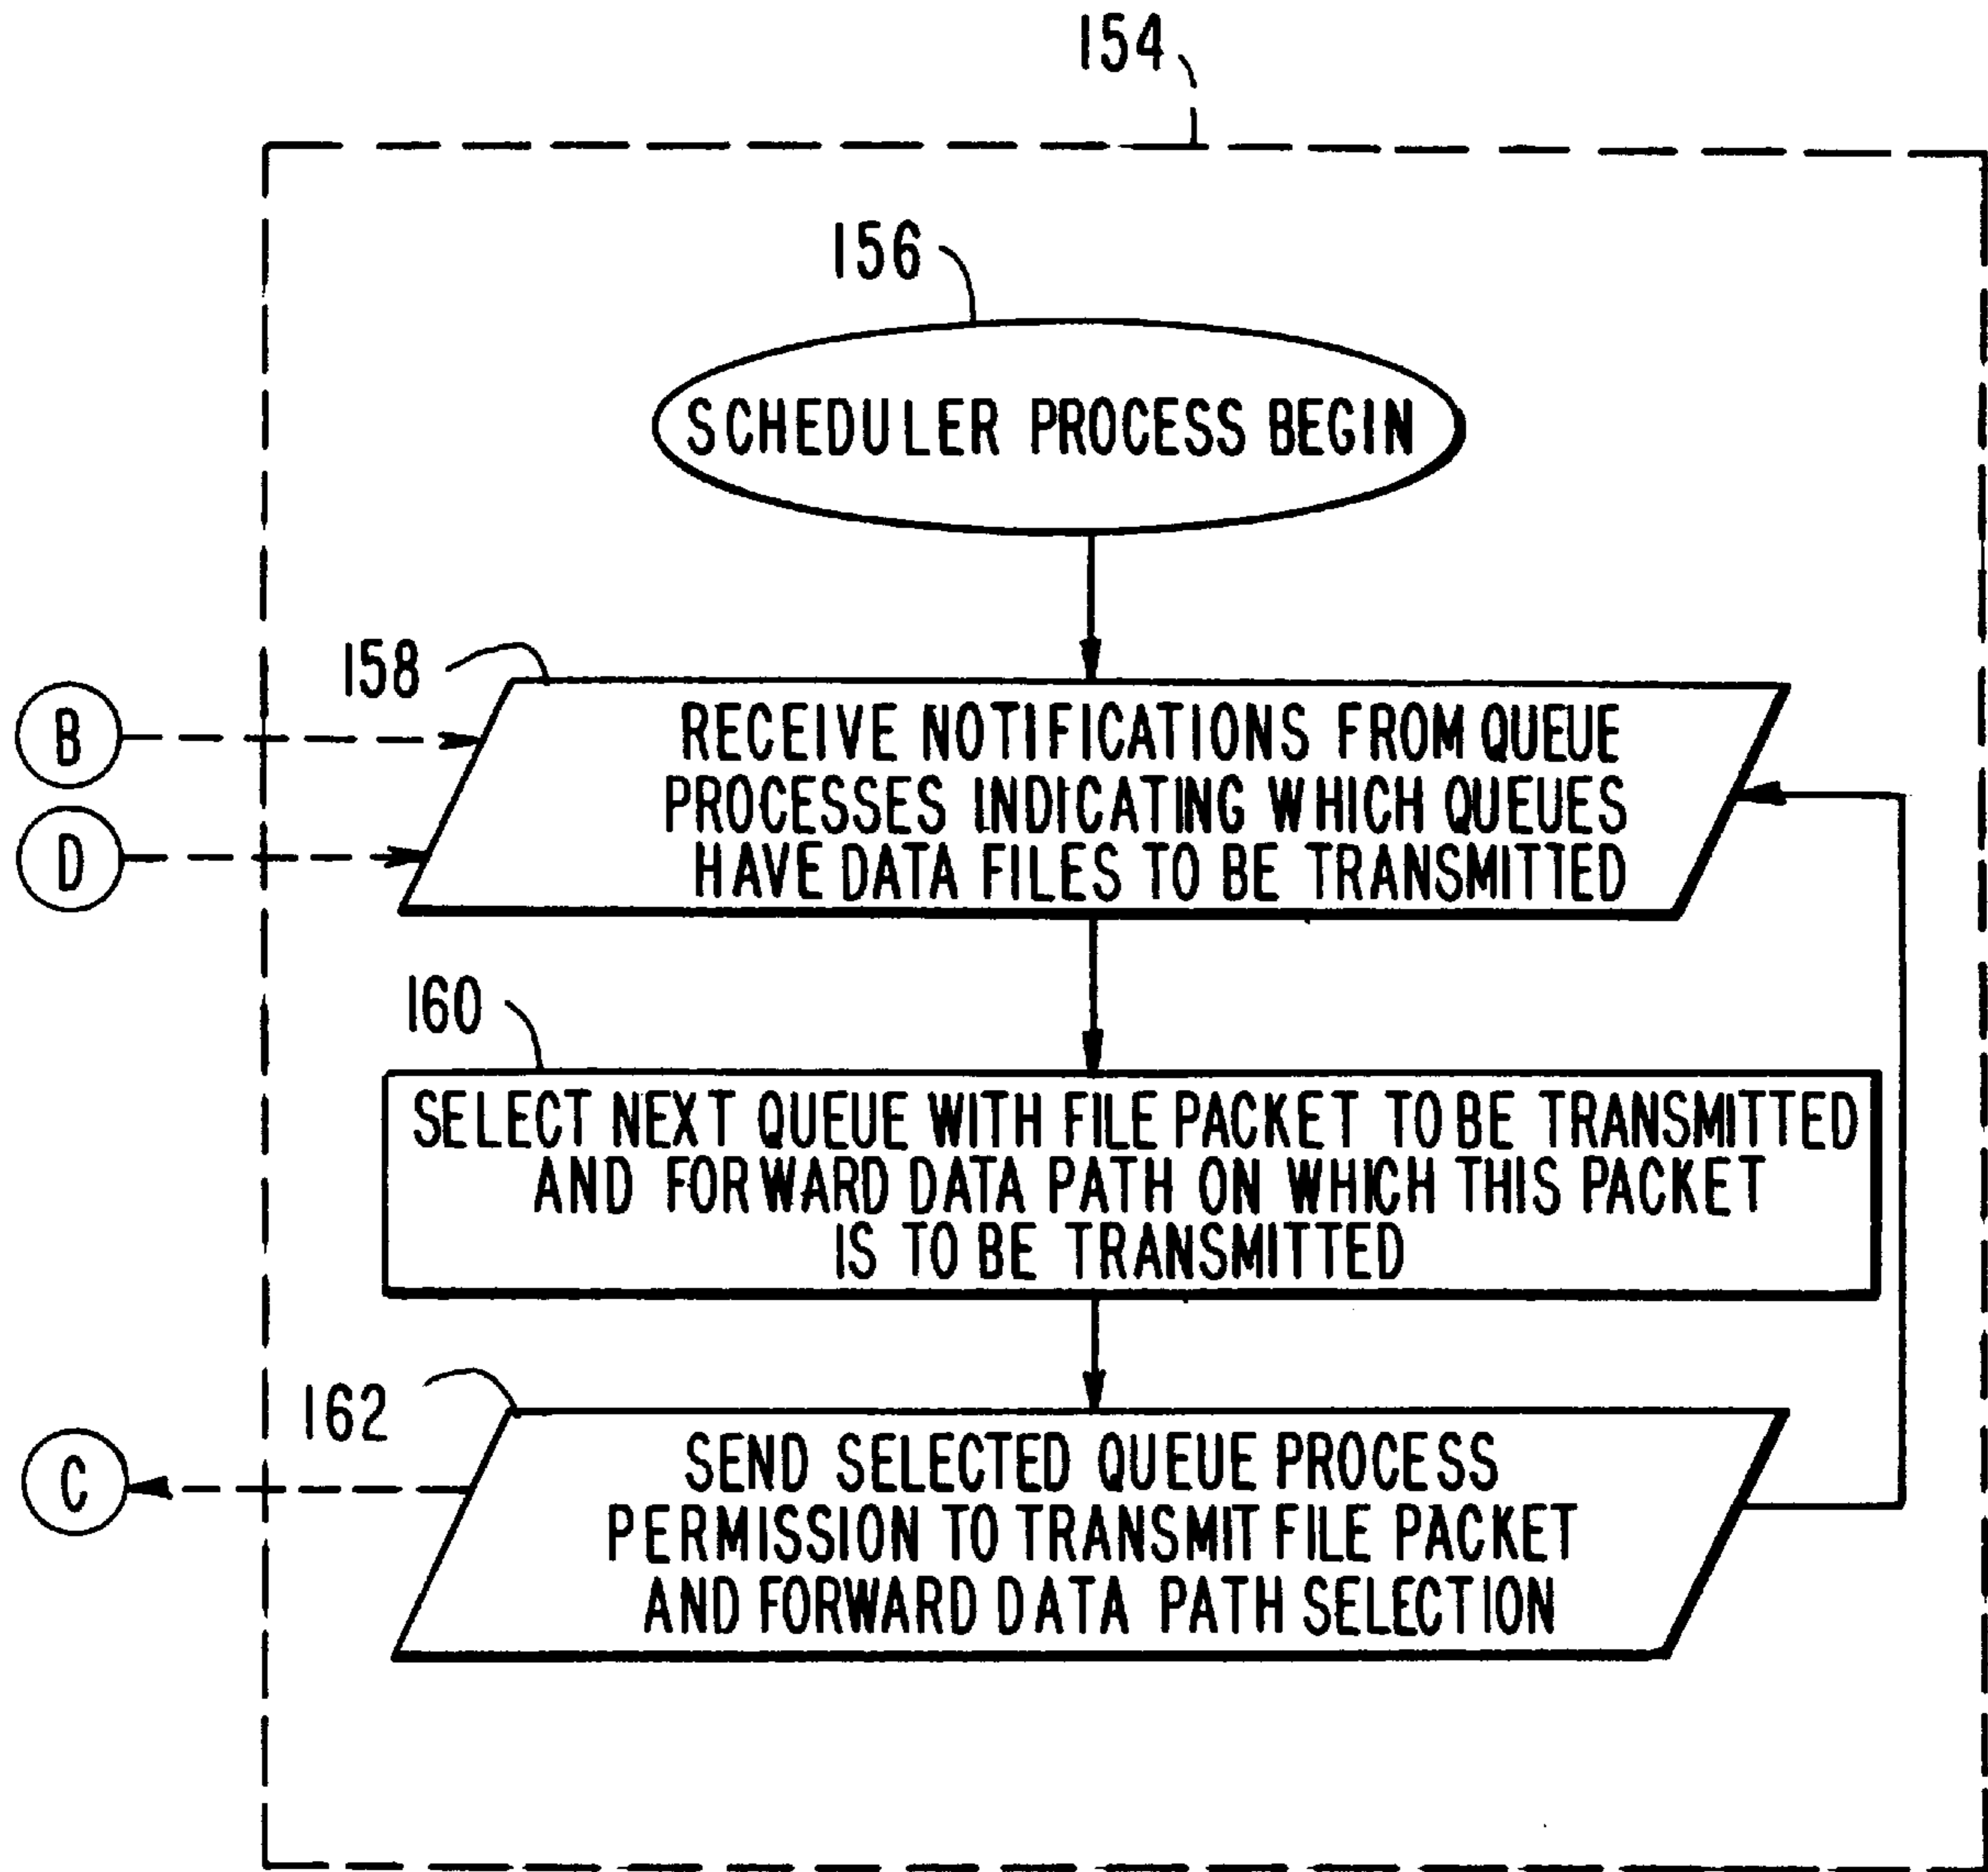 154
156
SCHEDULER PROCESS BEGIN
158
B
D
RECEIVE NOTIFICATIONS FROM QUEUE
PROCESSES INDICATING WHICH QUEUES
HAVE DATA FILES TO BE TRANSMITTED
160
SELECT NEXT QUEUE WITH FILE PACKET TO BE TRANSMITTED
AND FORWARD DATA PATH ON WHICH THIS PACKET
IS TO BE TRANSMITTED
162
C
SEND SELECTED QUEUE PROCESS
PERMISSION TO TRANSMIT FILE PACKET
AND FORWARD DATA PATH SELECTION